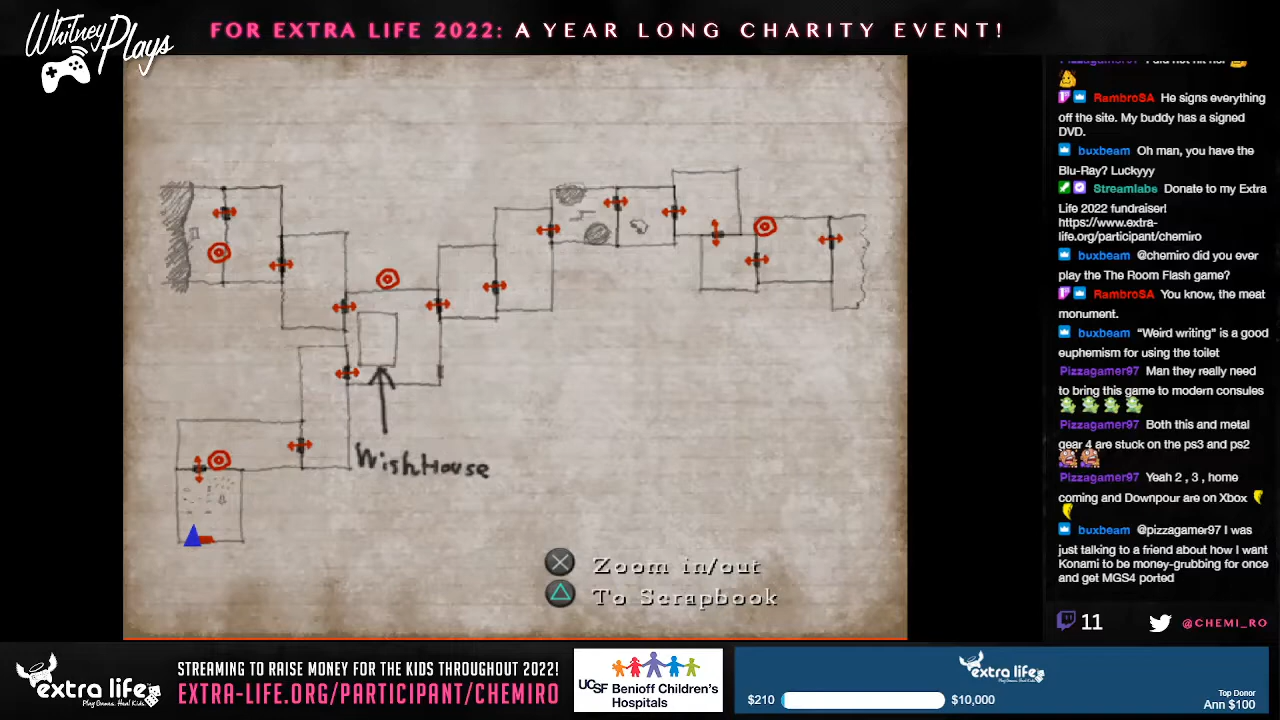 Whitney Plays
FOR EXTRA LIFE 2022: A YEAR LONG CHARITY EVENT!
WishHouse
Zoom in/out
To Scrapbook
RambroSA He signs everything
off the site. My buddy has a signed
DVD.
buxbeam Oh man, you have the
Blu-Ray? Luckyyy
Streamlabs Donate to my Extra
Life 2022 fundraiser!
https://www.extra-
life.org/participant/chemiro
buxbeam @chemiro did you ever
play the The Room Flash game?
RambroSA You know, the meat
monument.
buxbeam “Weird writing” is a good
euphemism for using the toilet
Pizzagamer97 Man they really need
to bring this game to modern consules
Pizzagamer97 Both this and metal
gear 4 are stuck on the ps3 and ps2
Pizzagamer97 Yeah 2 , 3 , home
coming and Downpour are on Xbox
buxbeam @pizzagamer97 I was
just talking to a friend about how I want
Konami to be money-grubbing for once
and get MGS4 ported
11
@CHEMI_RO
extra life
Play Games. Heal Kids.
STREAMING TO RAISE MONEY FOR THE KIDS THROUGHOUT 2022!
EXTRA-LIFE.ORG/PARTICIPANT/CHEMIRO
UCSF Benioff Children's
Hospitals
extra life
$210
$10,000
Top Donor
Ann $100